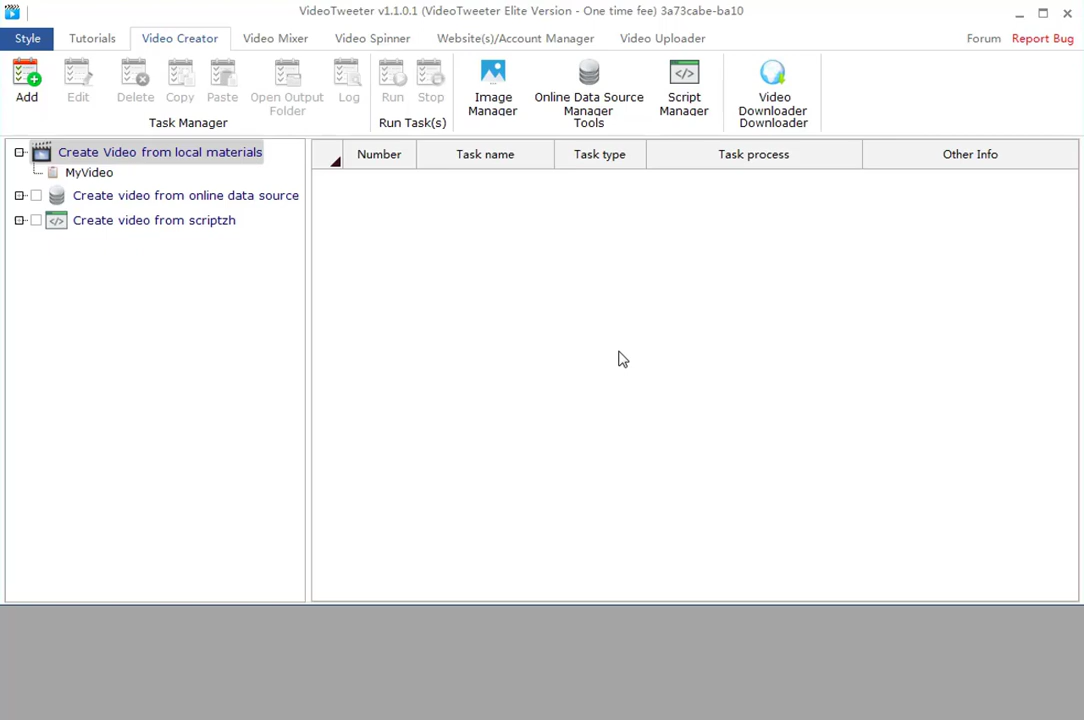 VideoTweeter v1.1.0.1 (VideoTweeter Elite Version - One time fee) 3a73cabe-ba10
Style Tutorials Video Creator Video Mixer Video Spinner Website(s)/Account Manager Video Uploader Forum Report Bug
Add Edit Delete Copy Paste Open Output Folder Log Run Stop Image Manager Online Data Source Manager Script Manager Video Downloader
Task Manager Run Task(s) Tools Downloader
Create Video from local materials
MyVideo
Create video from online data source
Create video from scriptzh
Number Task name Task type Task process Other Info